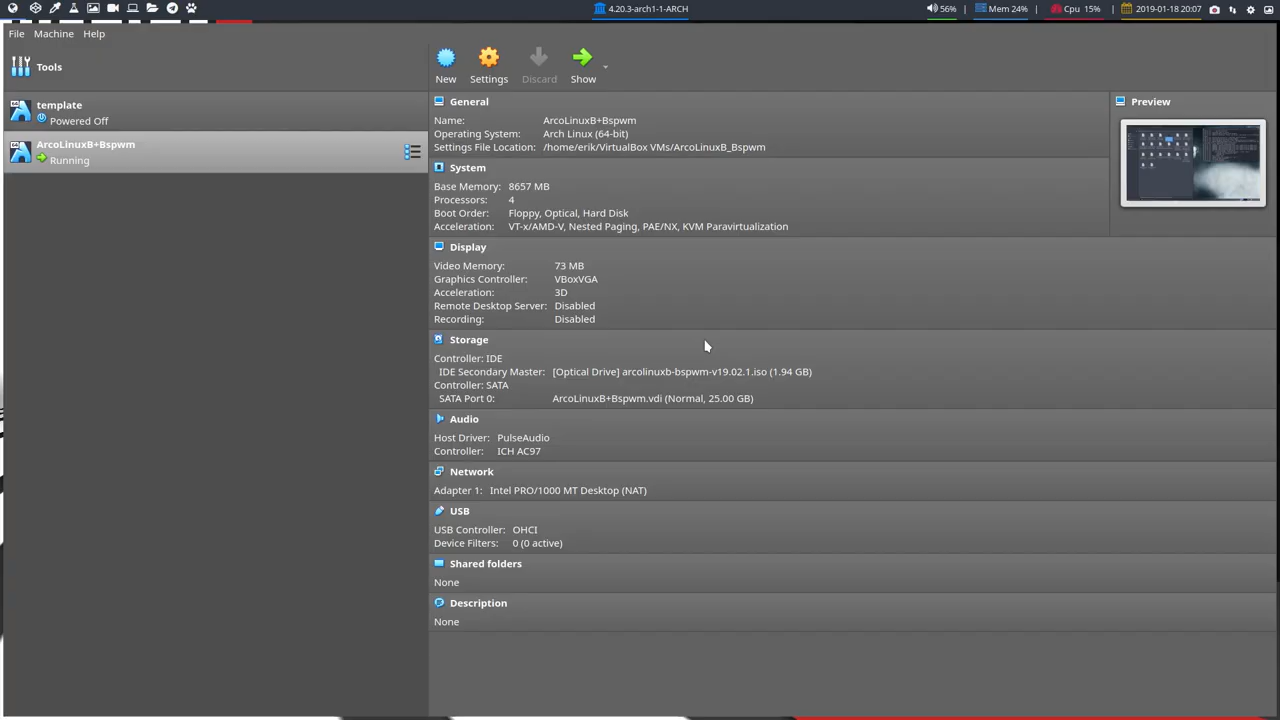 4.20.3-arch1-1-ARCH
56% | Mem 24% | Cpu 15% | 2019-01-18 20:07
File Machine Help
Tools
New Settings Discard Show
template
Powered Off
ArcoLinuxB+Bspwm
Running
General
Name: ArcoLinuxB+Bspwm
Operating System: Arch Linux (64-bit)
Settings File Location: /home/erik/VirtualBox VMs/ArcoLinuxB_Bspwm
Preview
System
Base Memory: 8657 MB
Processors: 4
Boot Order: Floppy, Optical, Hard Disk
Acceleration: VT-x/AMD-V, Nested Paging, PAE/NX, KVM Paravirtualization
Display
Video Memory: 73 MB
Graphics Controller: VBoxVGA
Acceleration: 3D
Remote Desktop Server: Disabled
Recording: Disabled
Storage
Controller: IDE
IDE Secondary Master: [Optical Drive] arcolinuxb-bspwm-v19.02.1.iso (1.94 GB)
Controller: SATA
SATA Port 0: ArcoLinuxB+Bspwm.vdi (Normal, 25.00 GB)
Audio
Host Driver: PulseAudio
Controller: ICH AC97
Network
Adapter 1: Intel PRO/1000 MT Desktop (NAT)
USB
USB Controller: OHCI
Device Filters: 0 (0 active)
Shared folders
None
Description
None